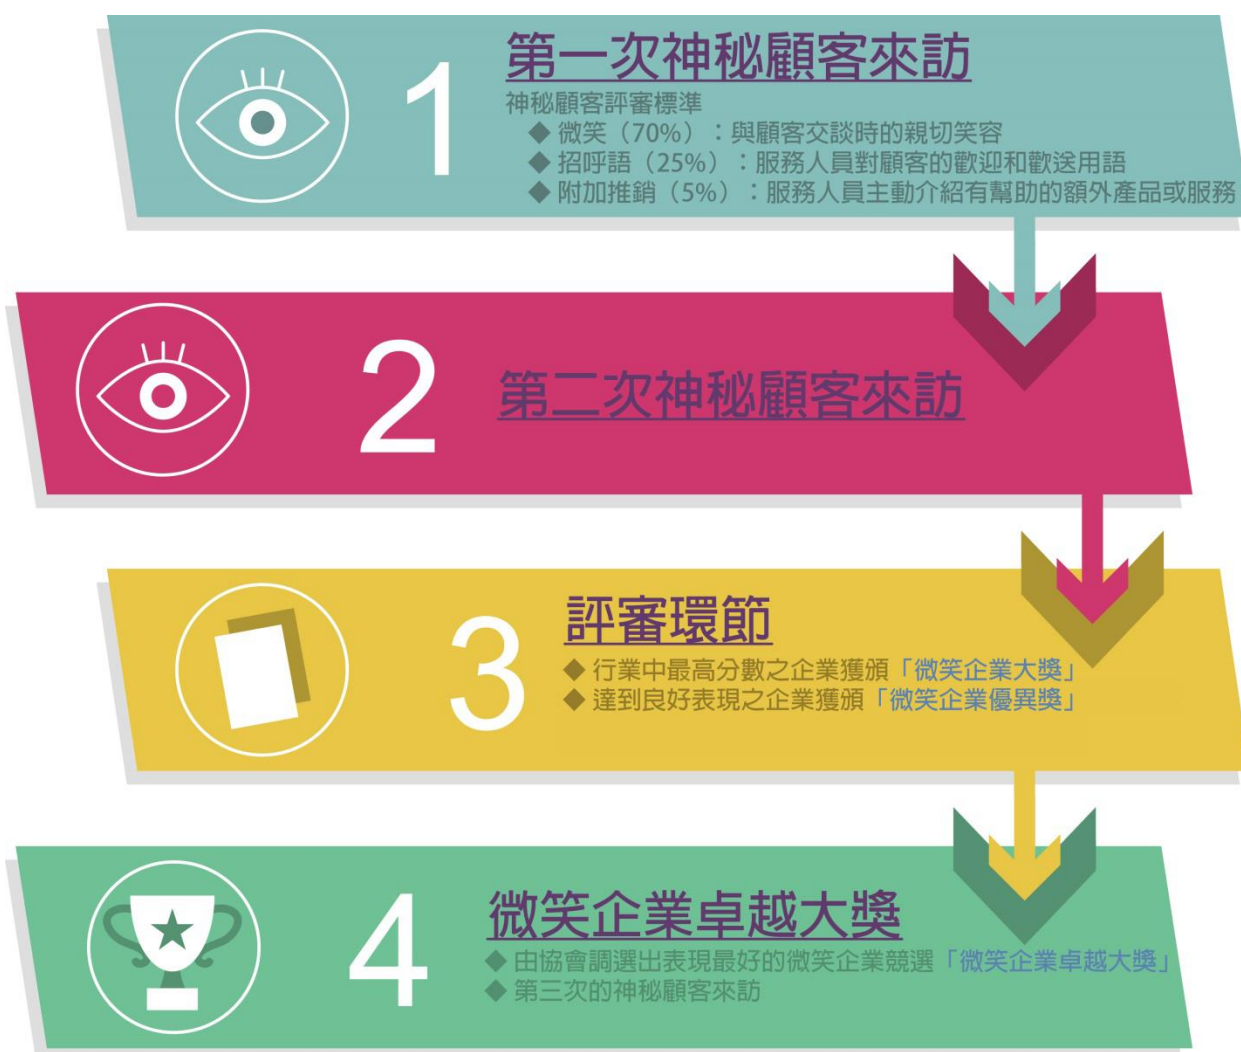 1
第一次神秘顧客來訪
神秘顧客評審標準
◆ 微笑（70%）：與顧客交談時的親切笑容
◆ 招呼語（25%）：服務人員對顧客的歡迎和歡送用語
◆ 附加推銷（5%）：服務人員主動介紹有幫助的額外產品或服務
2
第二次神秘顧客來訪
3
評審環節
◆ 行業中最高分數之企業獲頒「微笑企業大獎」
◆ 達到良好表現之企業獲頒「微笑企業優異獎」
4
微笑企業卓越大獎
◆ 由協會調選出表現最好的微笑企業競選「微笑企業卓越大獎」
◆ 第三次的神秘顧客來訪